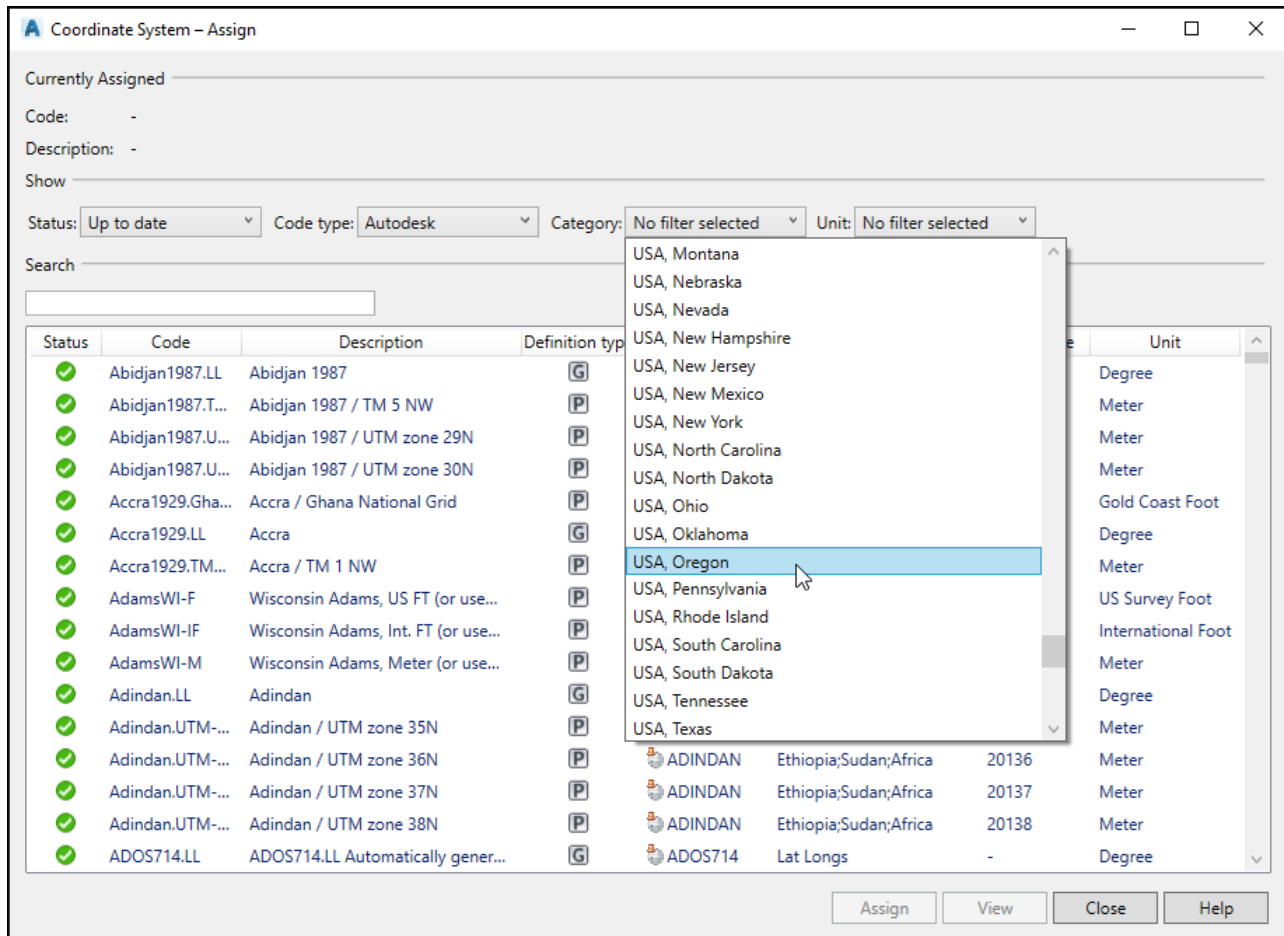 Coordinate System – Assign
Currently Assigned
Code: -
Description: -
Show
Status: Up to date Code type: Autodesk Category: No filter selected Unit: No filter selected
Search
USA, Montana
USA, Nebraska
USA, Nevada
USA, New Hampshire
USA, New Jersey
USA, New Mexico
USA, New York
USA, North Carolina
USA, North Dakota
USA, Ohio
USA, Oklahoma
USA, Oregon
USA, Pennsylvania
USA, Rhode Island
USA, South Carolina
USA, South Dakota
USA, Tennessee
USA, Texas
Status Code Description Definition typ e Unit
Abidjan1987.LL Abidjan 1987 G Degree
Abidjan1987.T... Abidjan 1987 / TM 5 NW P Meter
Abidjan1987.U... Abidjan 1987 / UTM zone 29N P Meter
Abidjan1987.U... Abidjan 1987 / UTM zone 30N P Meter
Accra1929.Gha... Accra / Ghana National Grid P Gold Coast Foot
Accra1929.LL Accra G Degree
Accra1929.TM... Accra / TM 1 NW P Meter
AdamsWI-F Wisconsin Adams, US FT (or use... P US Survey Foot
AdamsWI-IF Wisconsin Adams, Int. FT (or use... P International Foot
AdamsWI-M Wisconsin Adams, Meter (or use... P Meter
Adindan.LL Adindan G Degree
Adindan.UTM-... Adindan / UTM zone 35N P Meter
Adindan.UTM-... Adindan / UTM zone 36N P ADINDAN Ethiopia;Sudan;Africa 20136 Meter
Adindan.UTM-... Adindan / UTM zone 37N P ADINDAN Ethiopia;Sudan;Africa 20137 Meter
Adindan.UTM-... Adindan / UTM zone 38N P ADINDAN Ethiopia;Sudan;Africa 20138 Meter
ADOS714.LL ADOS714.LL Automatically gener... G ADOS714 Lat Longs - Degree
Assign View Close Help